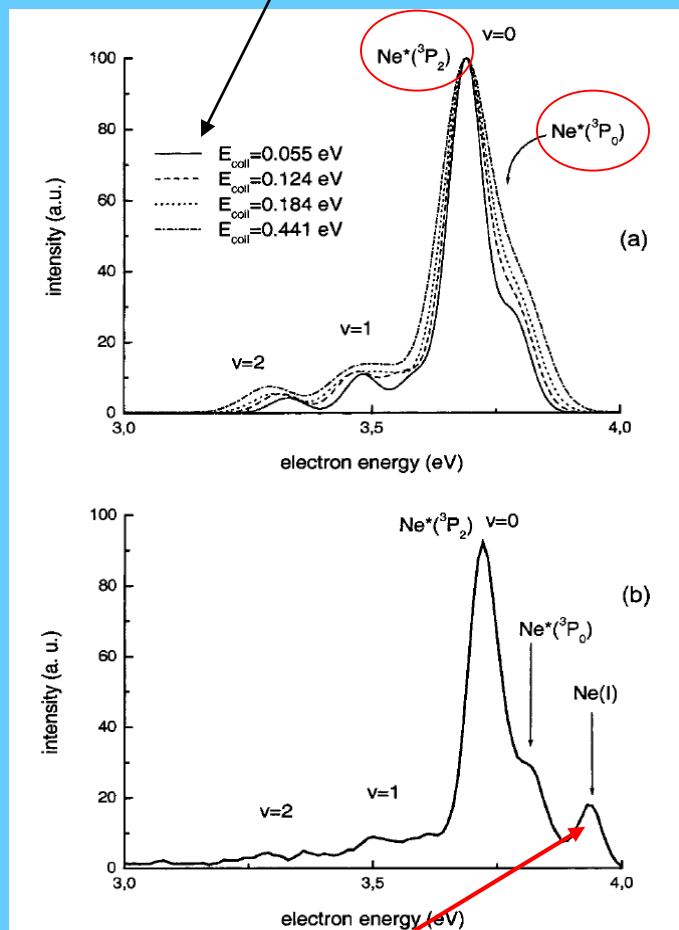 v=0
Ne*(³P₂)
Ne*(³P₀)
100
80
60
40
20
0
intensity (a.u.)
E_coll=0.055 eV
E_coll=0.124 eV
E_coll=0.184 eV
E_coll=0.441 eV
(a)
v=1
v=2
3,0 3,5 4,0
electron energy (eV)
100
80
60
40
20
0
intensity (a. u.)
Ne*(³P₂) v=0
(b)
Ne*(³P₀)
Ne(I)
v=1
v=2
3,0 3,5 4,0
electron energy (eV)